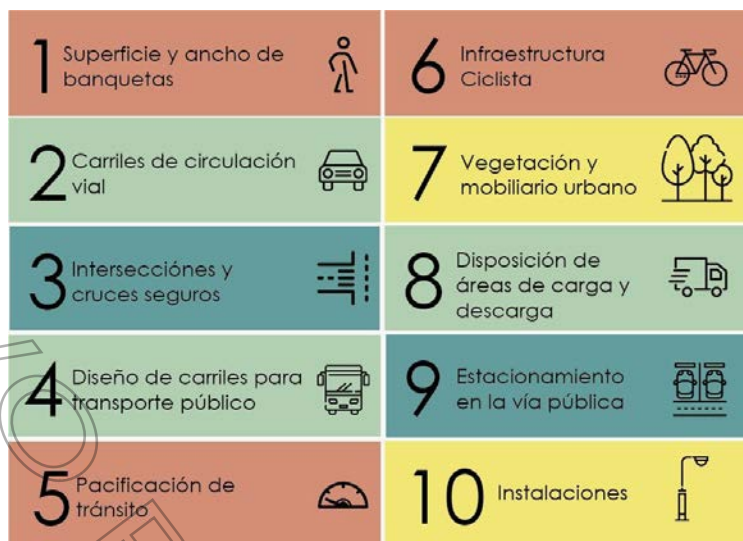 1 Superficie y ancho de
banquetas
2 Carriles de circulación
vial
3 Intersecciónes y
cruces seguros
4 Diseño de carriles para
transporte público
5 Pacificación de
tránsito
6 Infraestructura
Ciclista
7 Vegetación y
mobiliario urbano
8 Disposición de
áreas de carga y
descarga
9 Estacionamiento
en la vía pública
10 Instalaciones